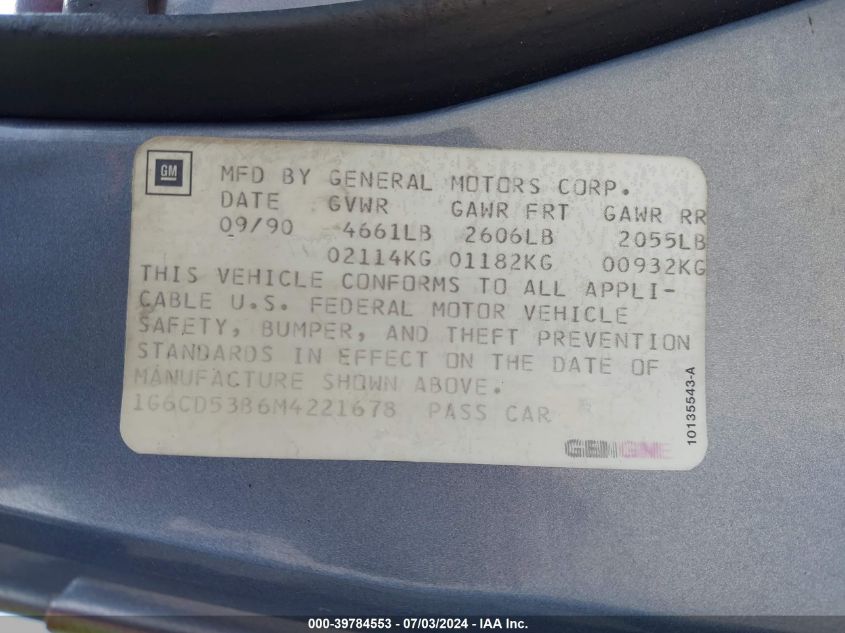 GM
MFD BY GENERAL MOTORS CORP.
DATE GVWR GAWR FRT GAWR RR
09/90 4661LB 2606LB 2055LB
02114KG 01182KG 00932KG
THIS VEHICLE CONFORMS TO ALL APPLI-
CABLE U.S. FEDERAL MOTOR VEHICLE
SAFETY, BUMPER, AND THEFT PREVENTION
STANDARDS IN EFFECT ON THE DATE OF
MANUFACTURE SHOWN ABOVE.
1G6CD53B6M4221678 PASS CAR
10135543-A
000-39784553 - 07/03/2024 - IAA Inc.